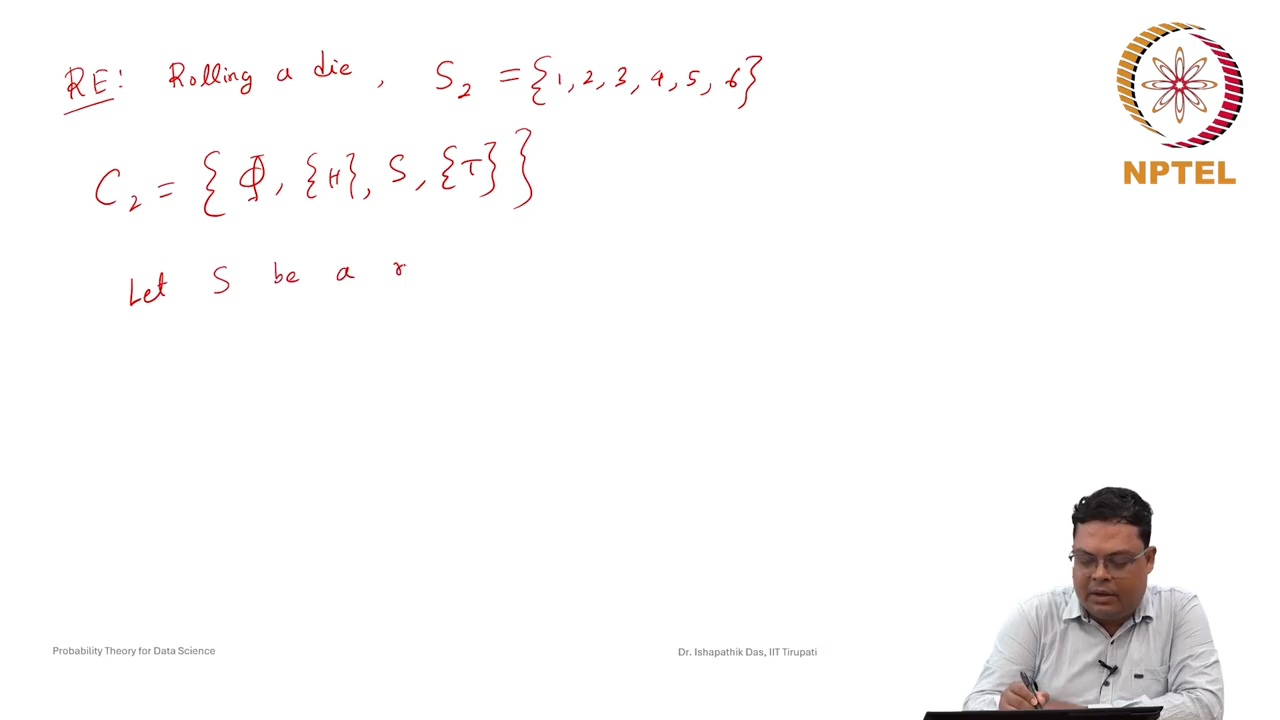 RE: Rolling a die, S₂ = {1, 2, 3, 4, 5, 6}
C₂ = { Φ, {H}, S, {T} }
Let S be a r
NPTEL
Probability Theory for Data Science
Dr. Ishapathik Das, IIT Tirupati